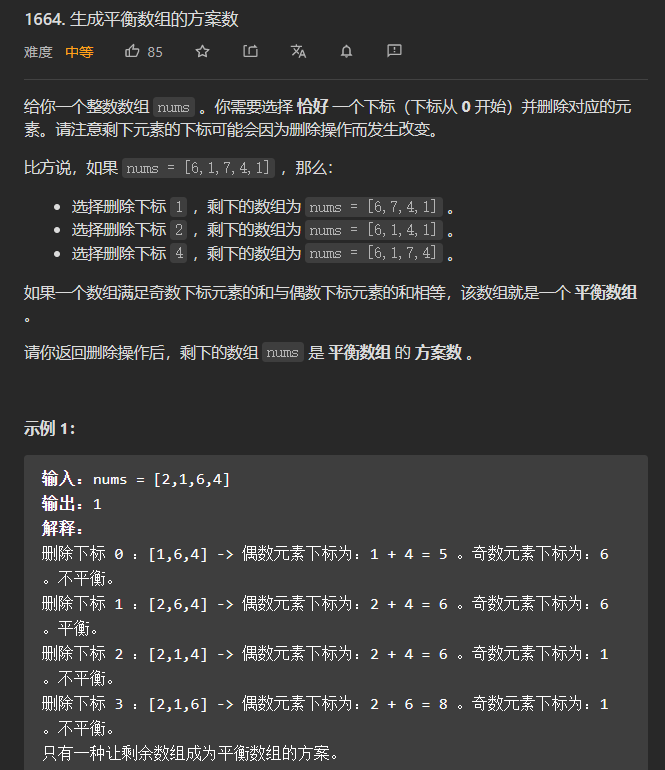 1664. 生成平衡数组的方案数
难度 中等 85
给你一个整数数组 nums 。你需要选择 恰好 一个下标（下标从 0 开始）并删除对应的元
素。请注意剩下元素的下标可能会因为删除操作而发生改变。
比方说，如果 nums = [6,1,7,4,1] ，那么：
• 选择删除下标 1 ，剩下的数组为 nums = [6,7,4,1] 。
• 选择删除下标 2 ，剩下的数组为 nums = [6,1,4,1] 。
• 选择删除下标 4 ，剩下的数组为 nums = [6,1,7,4] 。
如果一个数组满足奇数下标元素的和与偶数下标元素的和相等，该数组就是一个 平衡数组
。
请你返回删除操作后，剩下的数组 nums 是 平衡数组 的 方案数 。
示例 1：
输入：nums = [2,1,6,4]
输出：1
解释：
删除下标 0 ：[1,6,4] -> 偶数元素下标为：1 + 4 = 5 。奇数元素下标为：6
。不平衡。
删除下标 1 ：[2,6,4] -> 偶数元素下标为：2 + 4 = 6 。奇数元素下标为：6
。平衡。
删除下标 2 ：[2,1,4] -> 偶数元素下标为：2 + 4 = 6 。奇数元素下标为：1
。不平衡。
删除下标 3 ：[2,1,6] -> 偶数元素下标为：2 + 6 = 8 。奇数元素下标为：1
。不平衡。
只有一种让剩余数组成为平衡数组的方案。